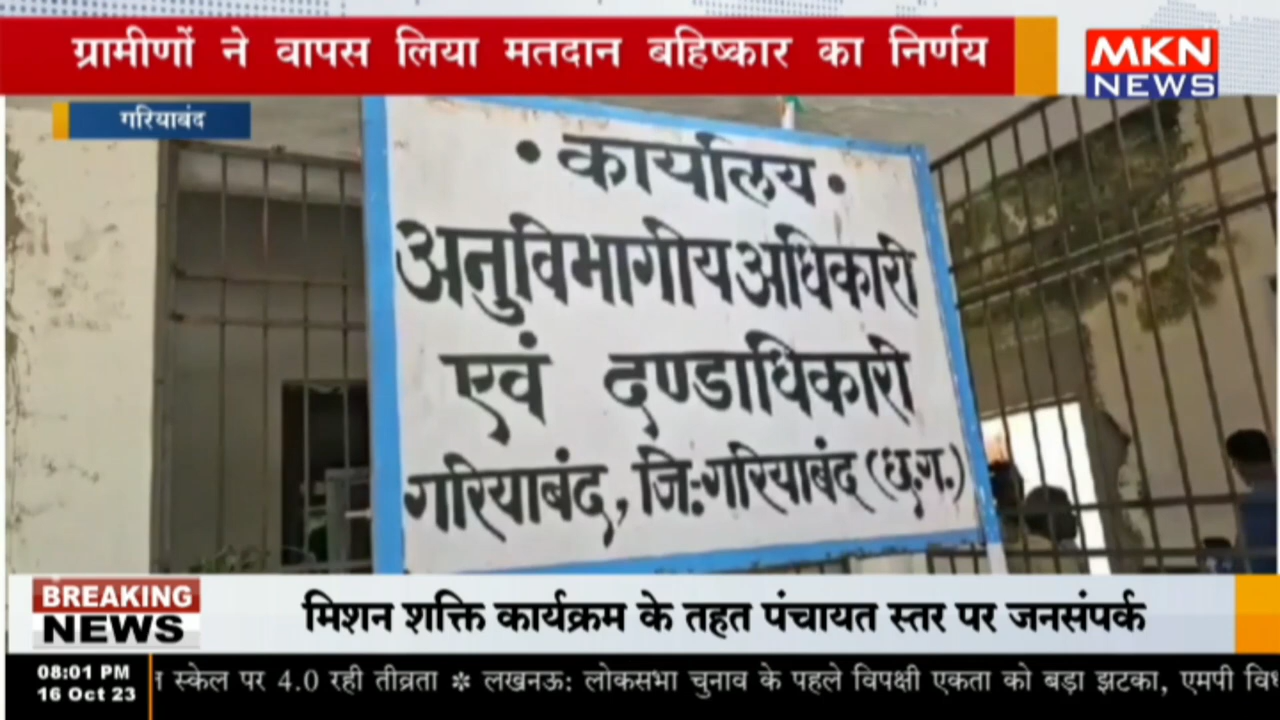 ग्रामीणों ने वापस लिया मतदान बहिष्कार का निर्णय
MKN
NEWS
गरियाबंद
• कार्यालय •
अनुविभागीय अधिकारी
एवं दण्डाधिकारी
गरियाबंद, जि:-गरियाबंद (छ.ग.)
BREAKING
NEWS
मिशन शक्ति कार्यक्रम के तहत पंचायत स्तर पर जनसंपर्क
08:01 PM
16 Oct 23
स्केल पर 4.0 रही तीव्रता * लखनऊ: लोकसभा चुनाव के पहले विपक्षी एकता को बड़ा झटका, एमपी